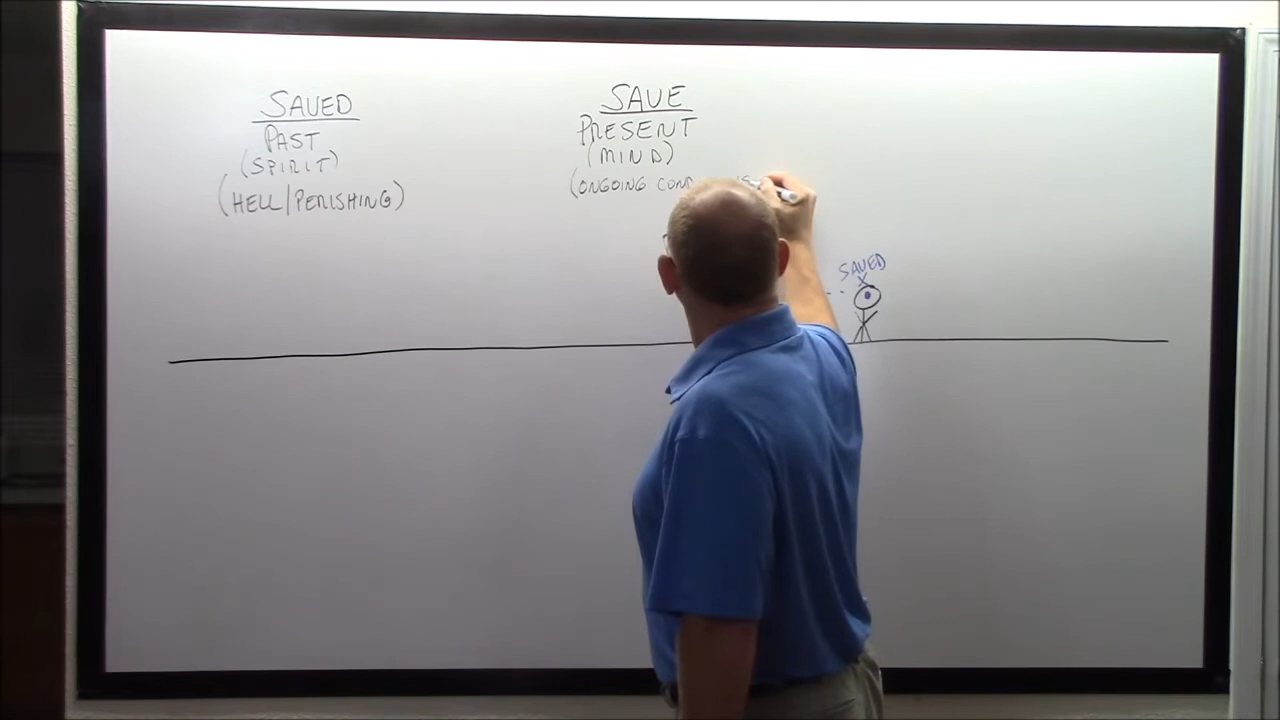 SAVED
PAST
(SPIRIT)
(HELL/PERISHING)
SAVE
PRESENT
(MIND)
(ONGOING
SAVED